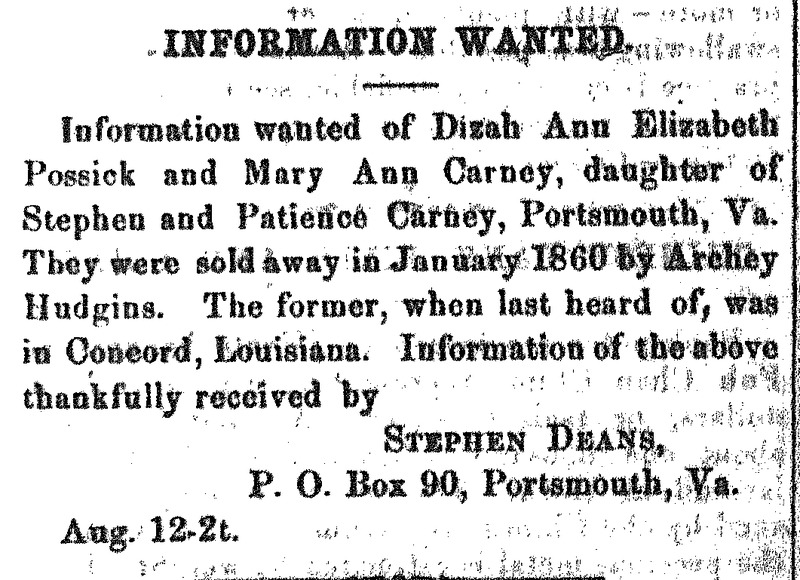 INFORMATION WANTED.
Information wanted of Dizah Ann Elizabeth
Possick and Mary Ann Carney, daughter of
Stephen and Patience Carney, Portsmouth, Va.
They were sold away in January 1860 by Archey
Hudgins. The former, when last heard of, was
in Concord, Louisiana. Information of the above
thankfully received by
STEPHEN DEANS,
P. O. Box 90, Portsmouth, Va.
Aug. 12-2t.